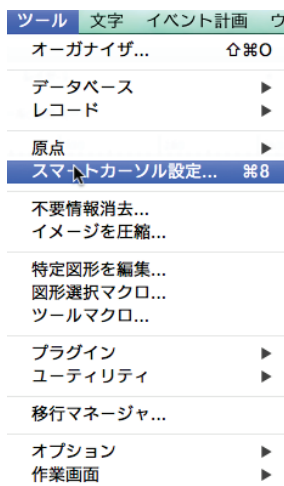 ツール 文字 イベント計画
オーガナイザ... ⇧⌘O
データベース ▶
レコード ▶
原点 ▶
スマートカーソル設定... ⌘8
不要情報消去...
イメージを圧縮...
特定図形を編集...
図形選択マクロ...
ツールマクロ...
プラグイン ▶
ユーティリティ ▶
移行マネージャ...
オプション ▶
作業画面 ▶